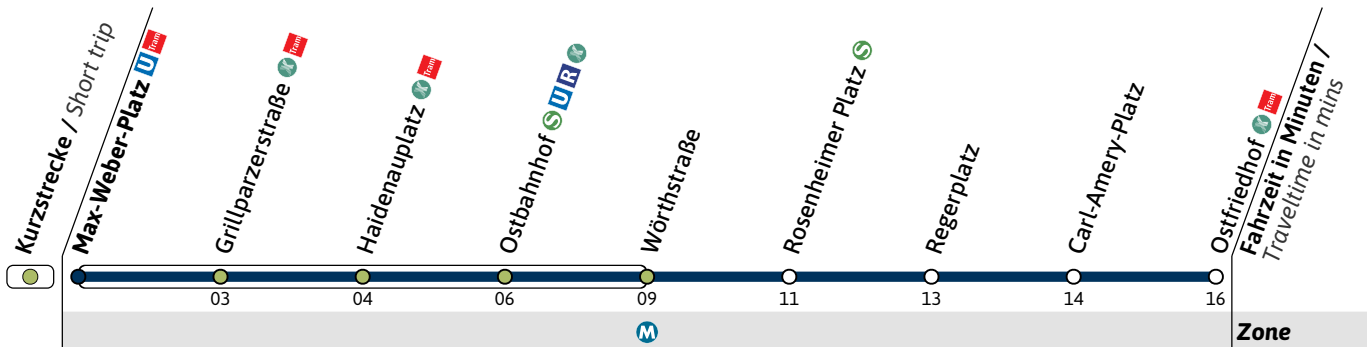 Kurzstrecke / Short trip
Max-Weber-Platz U Tram
Grillparzerstraße X Tram
Haidenauplatz X Tram
Ostbahnhof S U R X
Wörthstraße
Rosenheimer Platz S
Regerplatz
Carl-Amery-Platz
Ostfriedhof X Tram
Fahrzeit in Minuten /
Traveltime in mins
03 04 06 09 11 13 14 16
M Zone